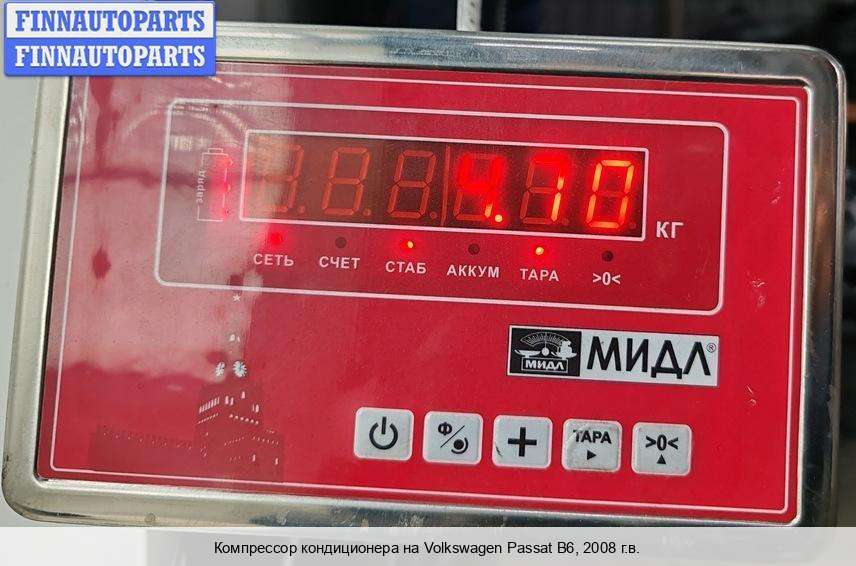 FINNAUTOPARTS
FINNAUTOPARTS
заряд
4.70 КГ
СЕТЬ СЧЕТ СТАБ АККУМ ТАРА >0<
МИДЛ
МИДЛ®
Ф ТАРА >0<
Компрессор кондиционера на Volkswagen Passat B6, 2008 г.в.